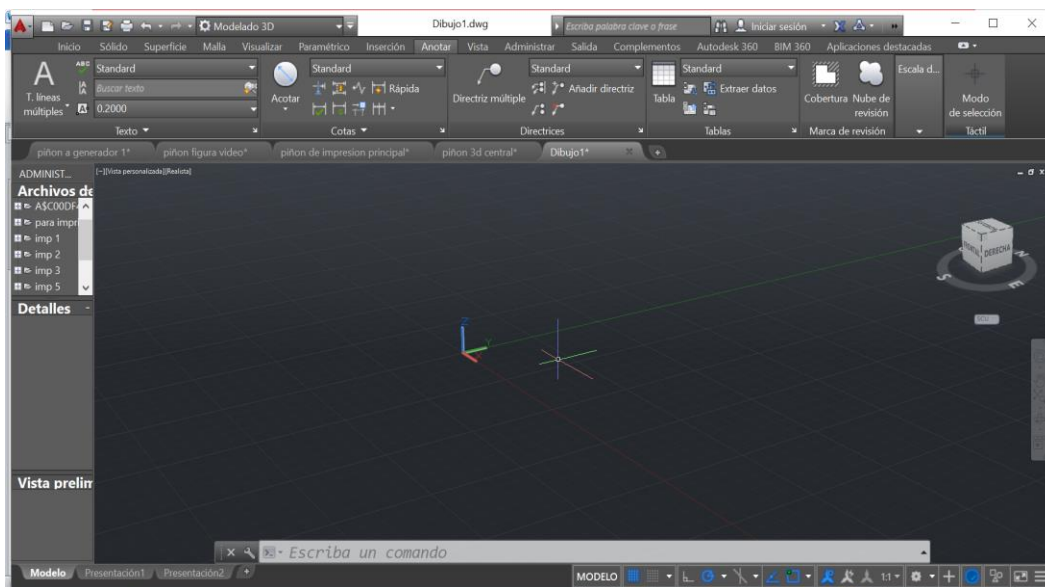 Modelado 3D Dibujo1.dwg Escriba palabra clave o frase Iniciar sesión
Inicio Sólido Superficie Malla Visualizar Paramétrico Inserción Anotar Vista Administrar Salida Complementos Autodesk 360 BIM 360 Aplicaciones destacadas
A ABC Standard Standard Standard Standard Escala d...
Buscar texto Rápida Añadir directriz Extraer datos
T. líneas Acotar Directriz múltiple Tabla Cobertura Nube de Modo
múltiples 0.2000 revisión de selección
Texto Cotas Directrices Tablas Marca de revisión Táctil
piñon a generador 1* piñon figura video* piñon de impresion principal* piñon 3d central* Dibujo1*
ADMINIST... [-][Vista personalizada][Realista]
Archivos de
A$C00DF
para impri
imp 1
imp 2
imp 3
imp 5
Detalles
DERECHA
FRONTAL
S
E
N
Z
Y
X
SCU
Vista prelim
Escriba un comando
Modelo Presentación1 Presentación2 +
MODELO 1:1